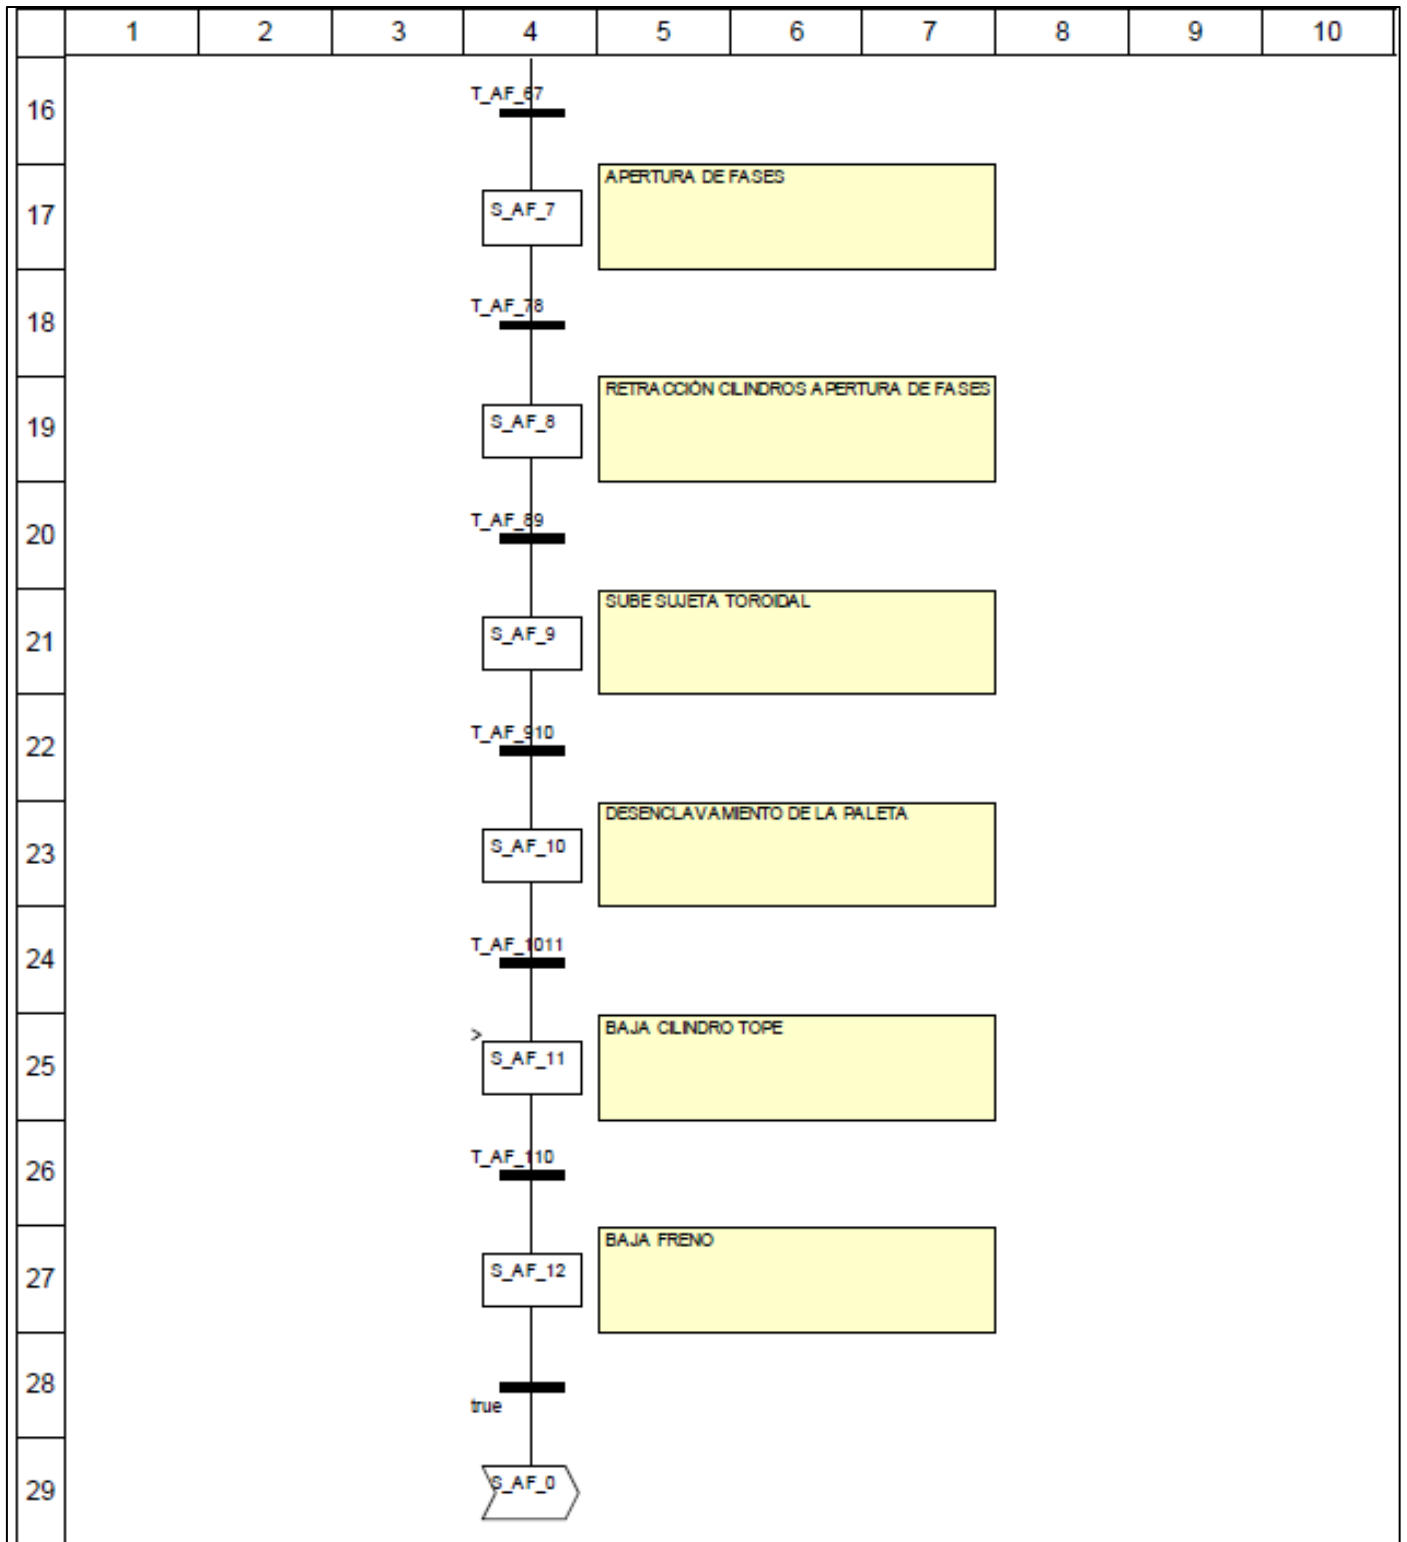 1 2 3 4 5 6 7 8 9 10
16
T_AF_67
17
S_AF_7
APERTURA DE FASES
18
T_AF_78
19
S_AF_8
RETRACCIÓN CILINDROS APERTURA DE FASES
20
T_AF_89
21
S_AF_9
SUBE SUJETA TOROIDAL
22
T_AF_910
23
S_AF_10
DESENCLAVAMIENTO DE LA PALETA
24
T_AF_1011
25
>
S_AF_11
BAJA CILINDRO TOPE
26
T_AF_110
27
S_AF_12
BAJA FRENO
28
true
29
S_AF_0